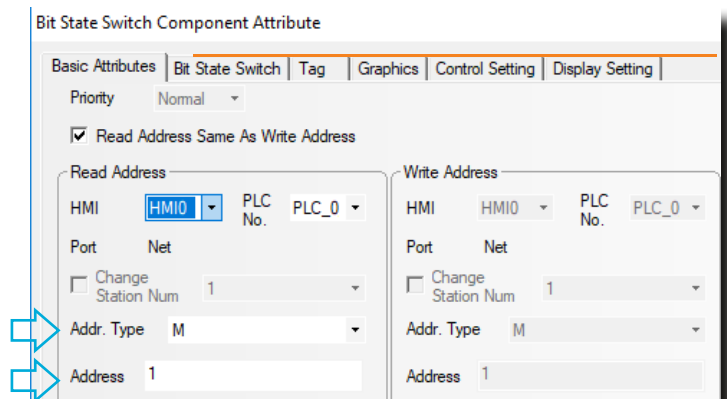 Bit State Switch Component Attribute
Basic Attributes Bit State Switch Tag Graphics Control Setting Display Setting
Priority Normal
Read Address Same As Write Address
Read Address
HMI HMI0 PLC No. PLC_0
Port Net
Change Station Num 1
Addr. Type M
Address 1
Write Address
HMI HMI0 PLC No. PLC_0
Port Net
Change Station Num 1
Addr. Type M
Address 1